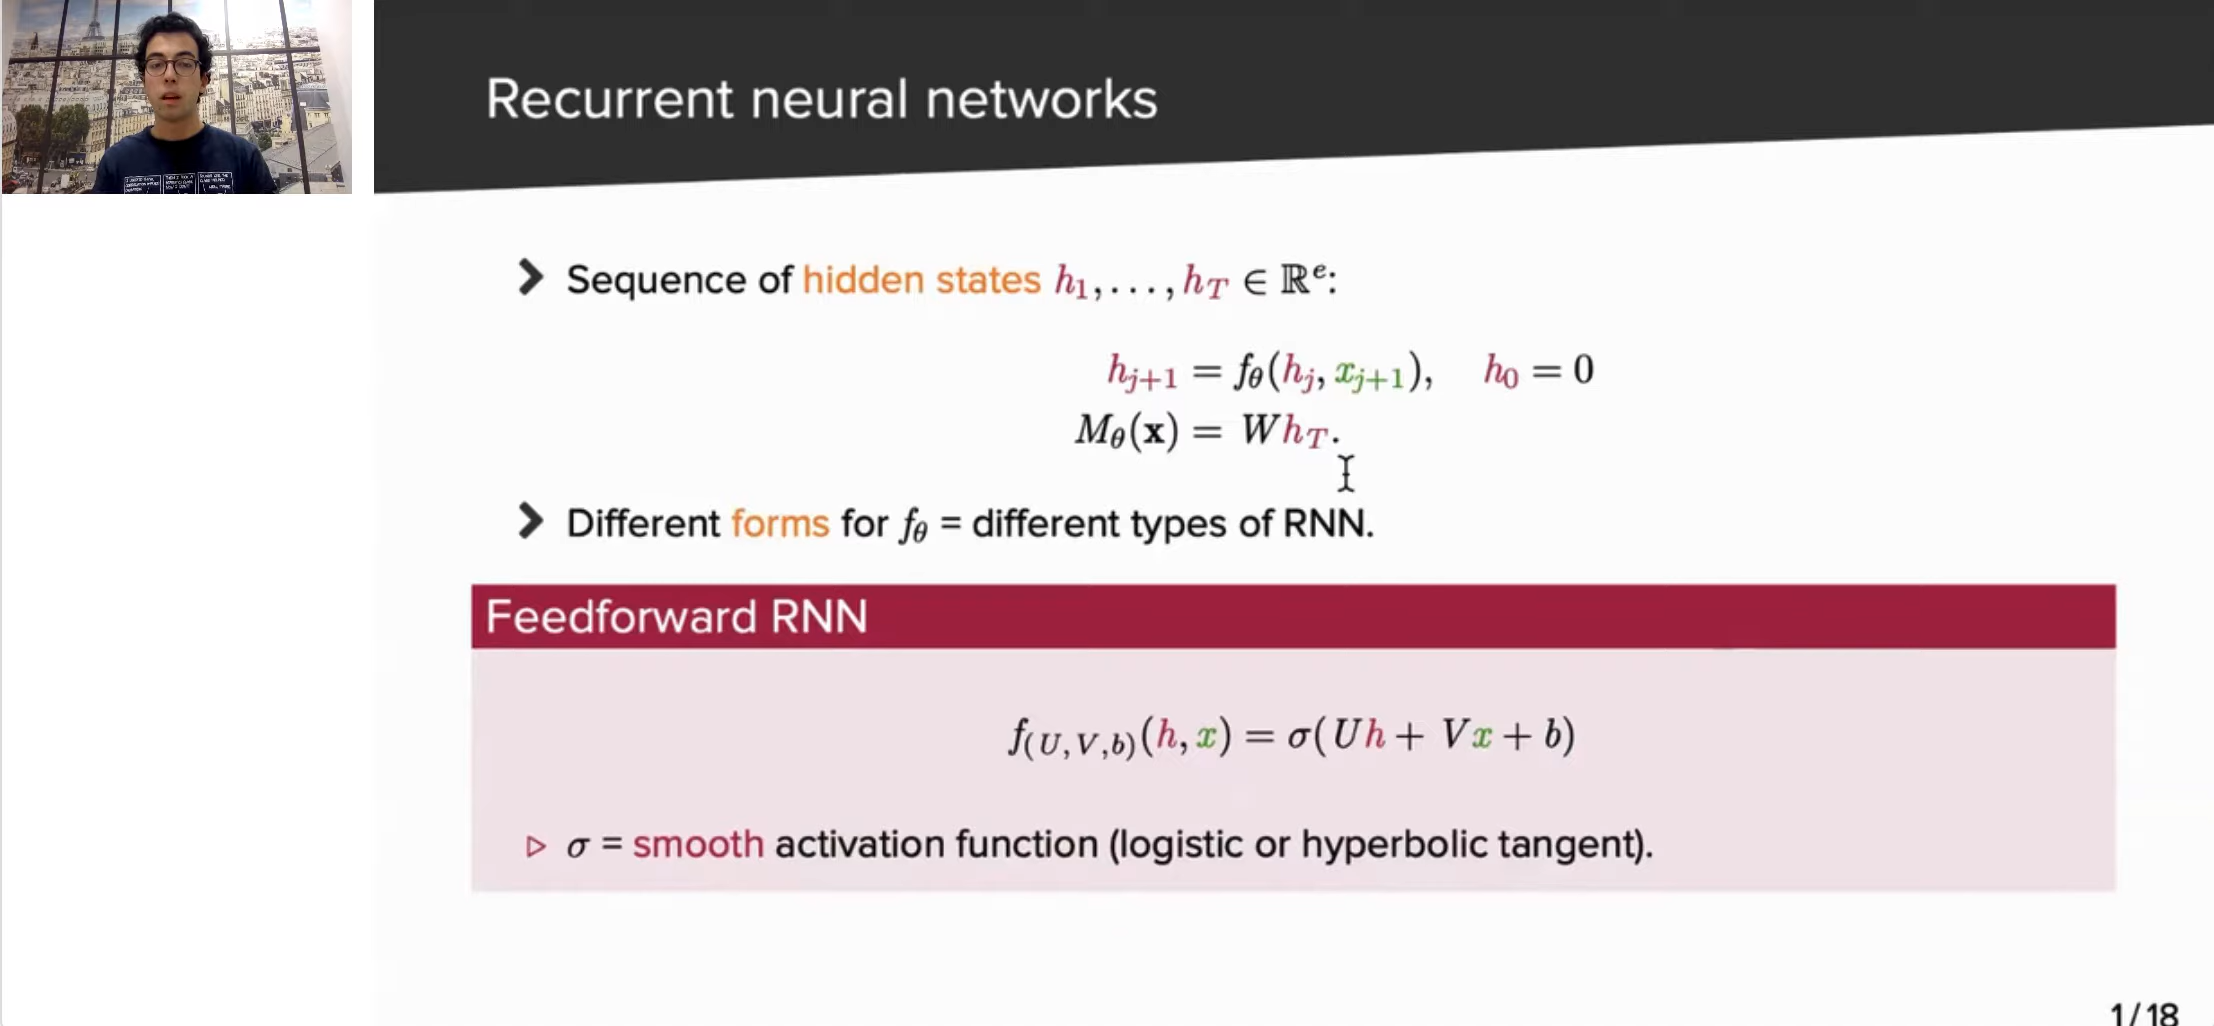 Recurrent neural networks
Sequence of hidden states h₁, . . . , h_T ∈ ℝᵉ:
h_{j+1} = f_θ(h_j, x_{j+1}), h₀ = 0
M_θ(𝐱) = W h_T.
Different forms for f_θ = different types of RNN.
Feedforward RNN
f_{(U,V,b)}(h, x) = σ(Uh + Vx + b)
▷ σ = smooth activation function (logistic or hyperbolic tangent).
1/18